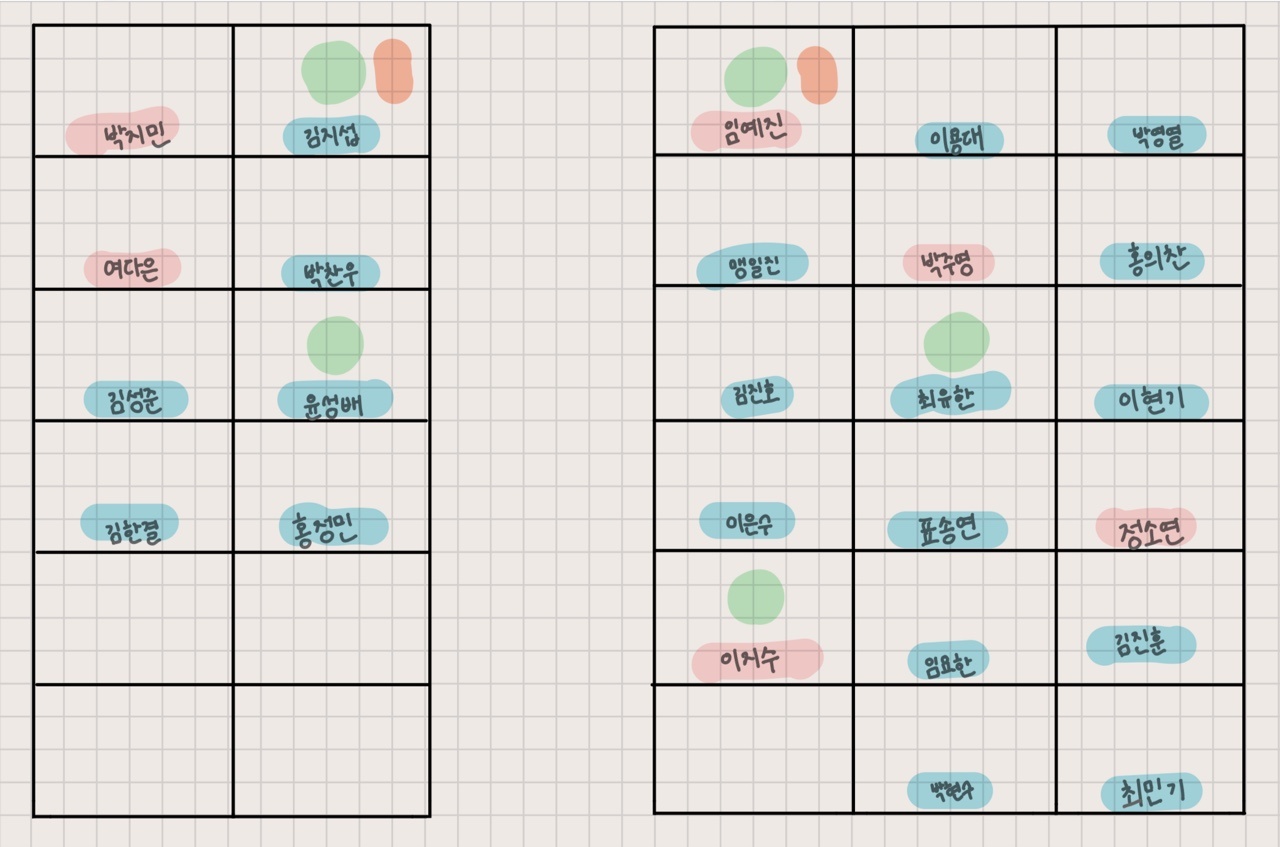 박지민 김지섭
여다은 박찬우
김성준 윤성배
김한결 홍정민
임예진 이용대 박영열
맹일진 박주영 홍의찬
김진호 최유한 이현기
이은수 표송연 정소연
이지수 임요한 김진훈
박현수 최민기